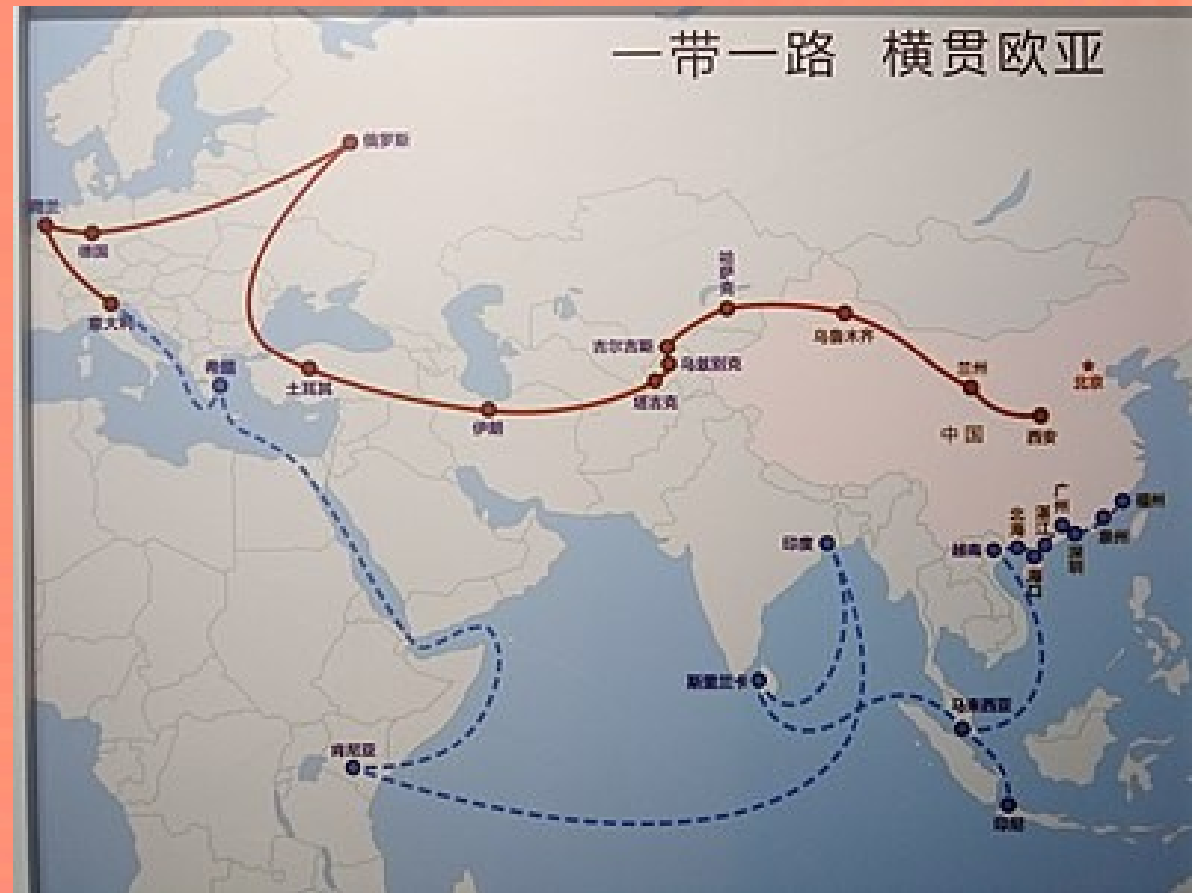 一带一路 横贯欧亚
俄罗斯
荷兰
德国
意大利
希腊
土耳其
伊朗
哈萨克
吉尔吉斯
乌兹别克
塔吉克
乌鲁木齐
兰州
北京
中国
西安
福州
泉州
广州
深圳
湛江
北海
海口
越南
印度
斯里兰卡
马来西亚
肯尼亚
印尼